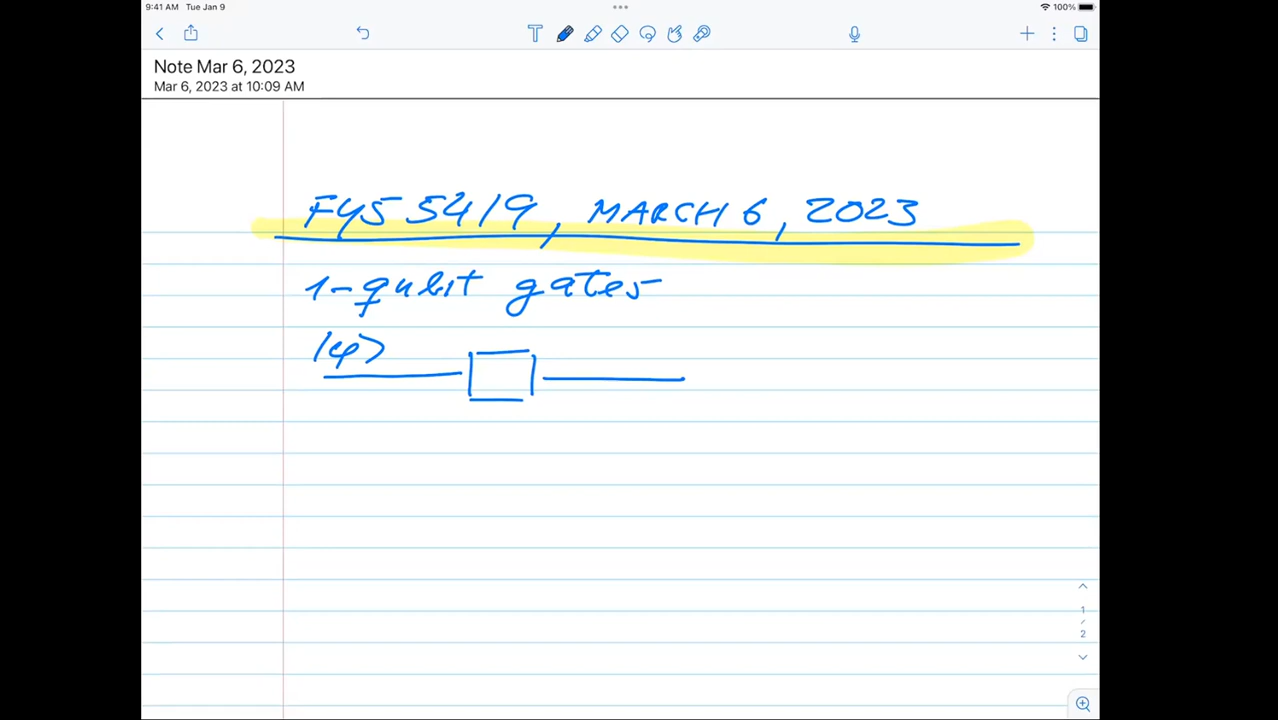 9:41 AM Tue Jan 9
100%
Note Mar 6, 2023
Mar 6, 2023 at 10:09 AM
FYS 5419, MARCH 6, 2023
1-qubit gates
|φ⟩
1
/
2